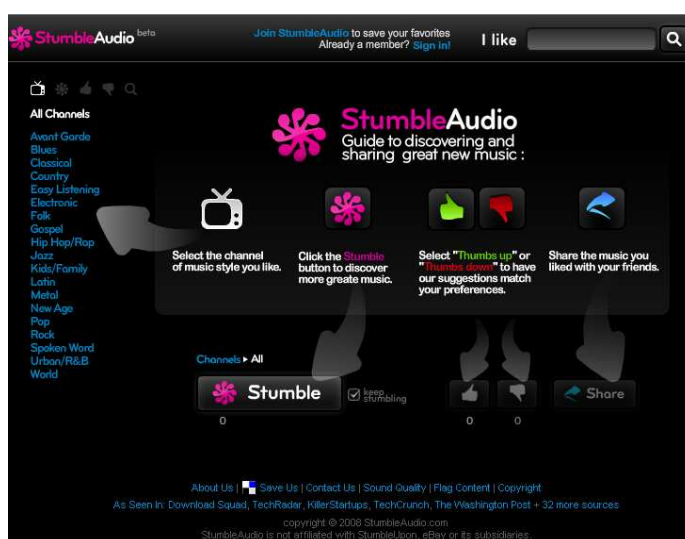 StumbleAudio beta
Join StumbleAudio to save your favorites
Already a member? Sign in!
I like
All Channels
Avant Garde
Blues
Classical
Country
Easy Listening
Electronic
Folk
Gospel
Hip Hop/Rap
Jazz
Kids/Family
Latin
Metal
New Age
Pop
Rock
Spoken Word
Urban/R&B
World
StumbleAudio
Guide to discovering and
sharing great new music :
Select the channel
of music style you like.
Click the Stumble
button to discover
more greate music.
Select "Thumbs up" or
"Thumbs down" to have
our suggestions match
your preferences.
Share the music you
liked with your friends.
Channels ▸ All
Stumble
keep
stumbling
Share
0
0
0
About Us | Save Us | Contact Us | Sound Quality | Flag Content | Copyright
As Seen In: Download Squad, TechRadar, KillerStartups, TechCrunch, The Washington Post + 32 more sources
copyright © 2008 StumbleAudio.com
StumbleAudio is not affiliated with StumbleUpon, eBay or its subsidiaries.